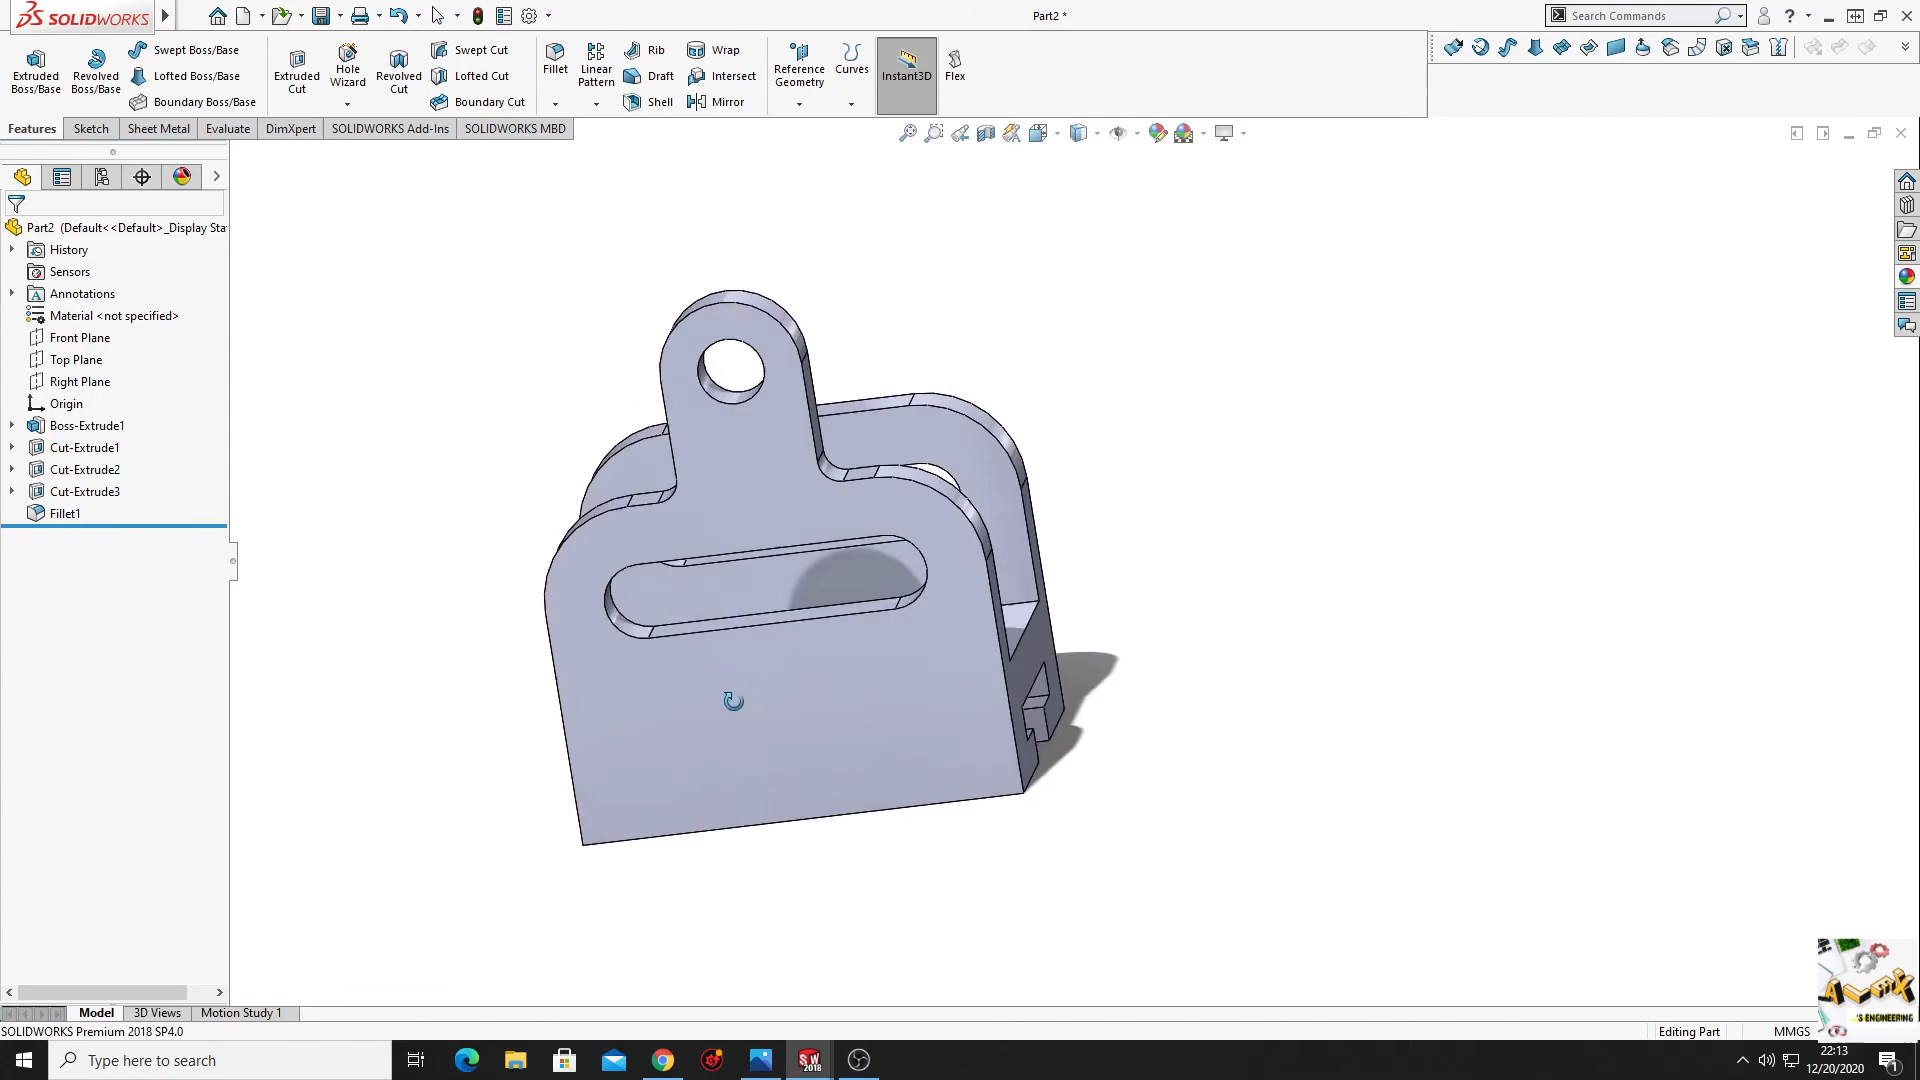 SOLIDWORKS
Part2 *
Search Commands
Extruded Boss/Base
Revolved Boss/Base
Swept Boss/Base
Lofted Boss/Base
Boundary Boss/Base
Extruded Cut
Hole Wizard
Revolved Cut
Swept Cut
Lofted Cut
Boundary Cut
Fillet
Linear Pattern
Rib
Draft
Shell
Wrap
Intersect
Mirror
Reference Geometry
Curves
Instant3D
Flex
Features
Sketch
Sheet Metal
Evaluate
DimXpert
SOLIDWORKS Add-Ins
SOLIDWORKS MBD
Part2 (Default<<Default>_Display Sta
History
Sensors
Annotations
Material <not specified>
Front Plane
Top Plane
Right Plane
Origin
Boss-Extrude1
Cut-Extrude1
Cut-Extrude2
Cut-Extrude3
Fillet1
Model
3D Views
Motion Study 1
SOLIDWORKS Premium 2018 SP4.0
Editing Part
MMGS
ALEX
'S ENGINEERING
Type here to search
SW
2018
22:13
12/20/2020
1